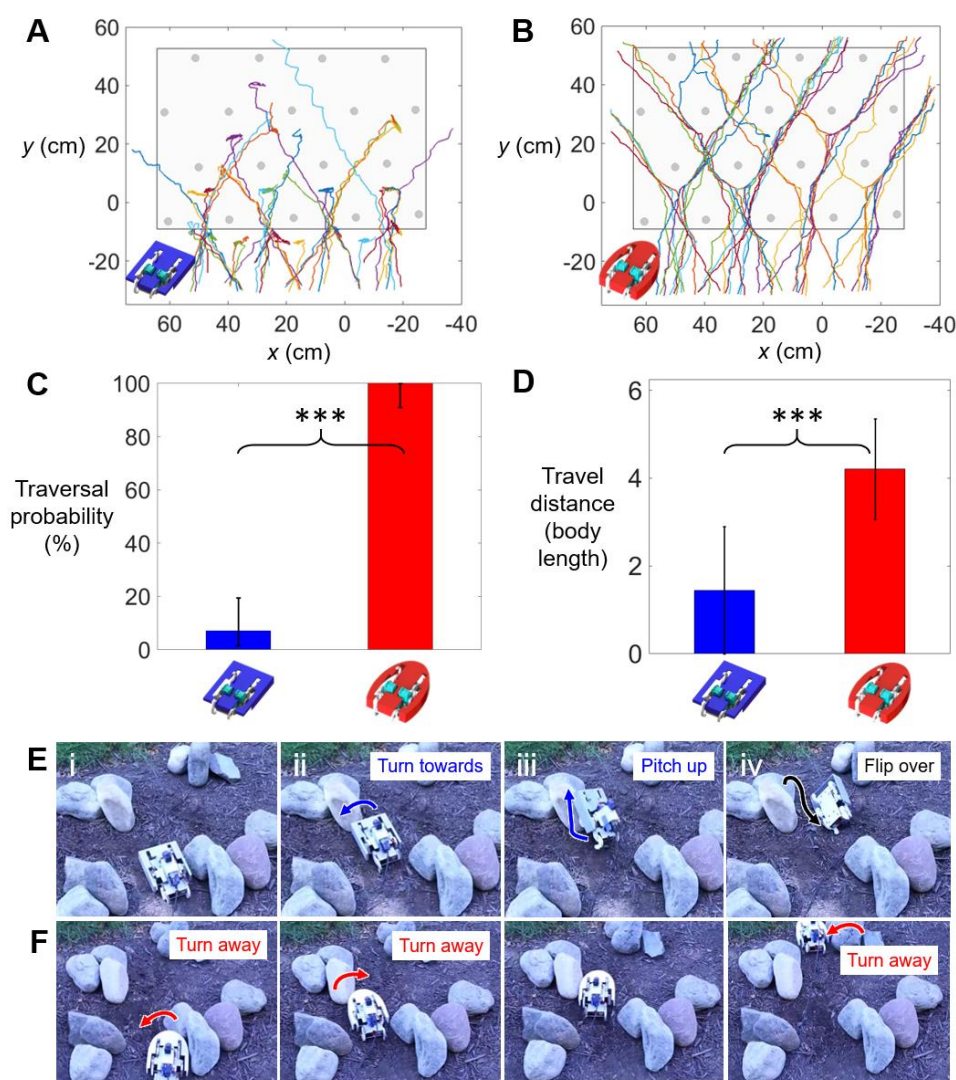 A
60
40
20
0
-20
y (cm)
60 40 20 0 -20 -40
x (cm)
B
60
40
20
0
-20
y (cm)
60 40 20 0 -20 -40
x (cm)
C
100
80
60
40
20
0
***
Traversal
probability
(%)
D
6
4
2
0
***
Travel
distance
(body
length)
E
i
ii
Turn towards
iii
Pitch up
iv
Flip over
F
Turn away
Turn away
Turn away